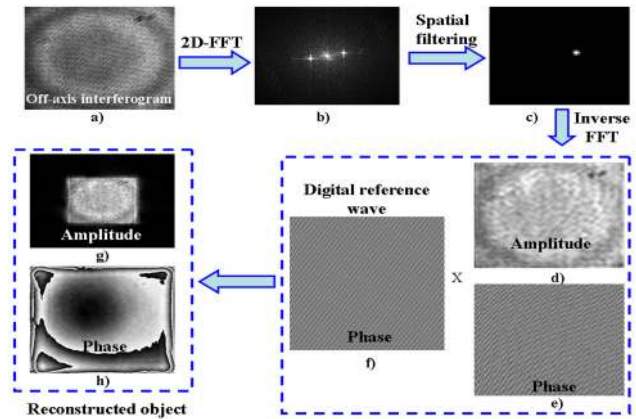 2D-FFT
Spatial
filtering
Off-axis interferogram
a)
b)
c)
Inverse
FFT
Digital reference
wave
Amplitude
g)
Amplitude
d)
X
Phase
h)
Phase
f)
Phase
e)
Reconstructed object